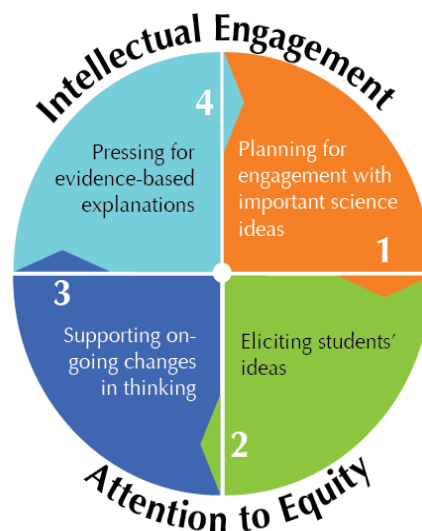 Intellectual Engagement
4
Pressing for
evidence-based
explanations
Planning for
engagement with
important science
ideas
1
3
Supporting on-
going changes
in thinking
Eliciting students’
ideas
2
Attention to Equity